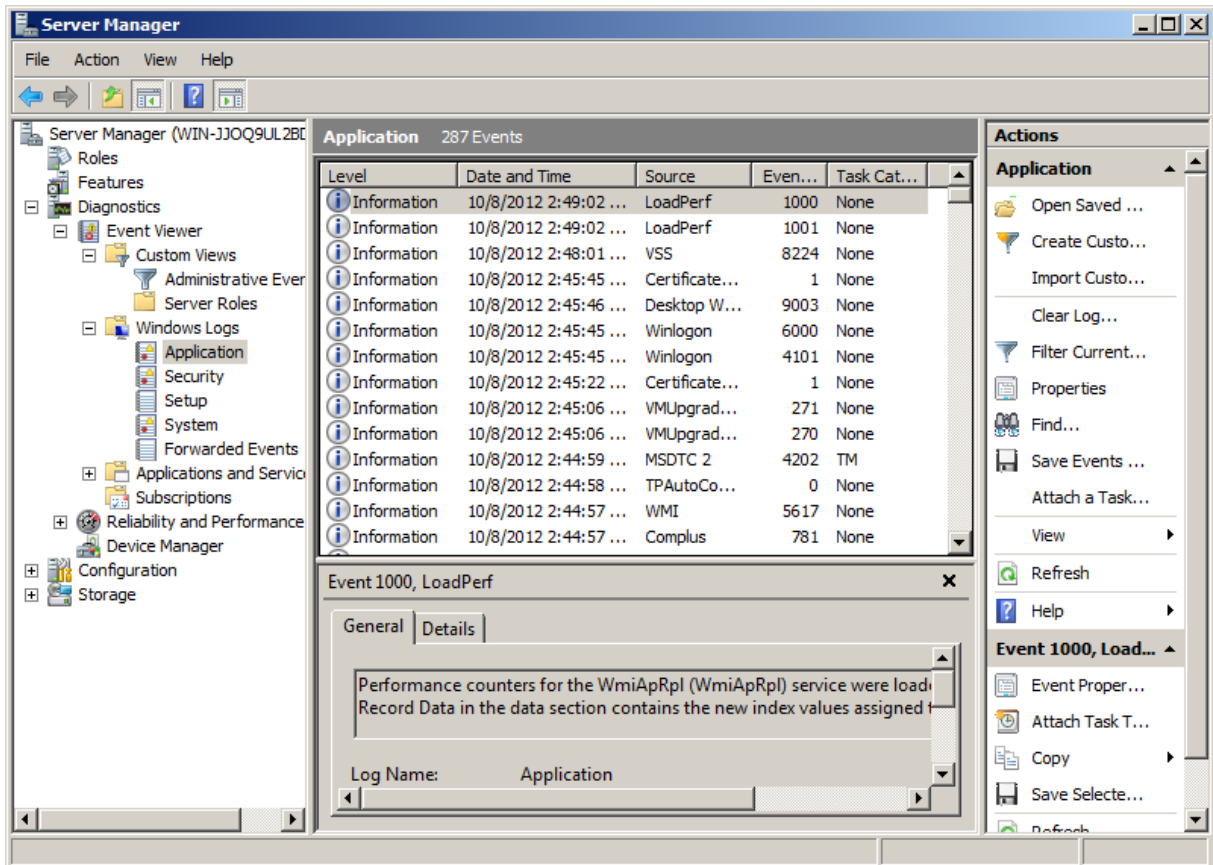 Server Manager
File Action View Help
Server Manager (WIN-JJOQ9UL2BD
Roles
Features
Diagnostics
Event Viewer
Custom Views
Administrative Ever
Server Roles
Windows Logs
Application
Security
Setup
System
Forwarded Events
Applications and Servic
Subscriptions
Reliability and Performance
Device Manager
Configuration
Storage
Application 287 Events
Level Date and Time Source Even... Task Cat...
Information 10/8/2012 2:49:02 ... LoadPerf 1000 None
Information 10/8/2012 2:49:02 ... LoadPerf 1001 None
Information 10/8/2012 2:48:01 ... VSS 8224 None
Information 10/8/2012 2:45:45 ... Certificate... 1 None
Information 10/8/2012 2:45:46 ... Desktop W... 9003 None
Information 10/8/2012 2:45:45 ... Winlogon 6000 None
Information 10/8/2012 2:45:45 ... Winlogon 4101 None
Information 10/8/2012 2:45:22 ... Certificate... 1 None
Information 10/8/2012 2:45:06 ... VMUpgrad... 271 None
Information 10/8/2012 2:45:06 ... VMUpgrad... 270 None
Information 10/8/2012 2:44:59 ... MSDTC 2 4202 TM
Information 10/8/2012 2:44:58 ... TPAutoCo... 0 None
Information 10/8/2012 2:44:57 ... WMI 5617 None
Information 10/8/2012 2:44:57 ... Complus 781 None
Event 1000, LoadPerf
General Details
Performance counters for the WmiApRpl (WmiApRpl) service were load
Record Data in the data section contains the new index values assigned
Log Name: Application
Actions
Application
Open Saved ...
Create Custo...
Import Custo...
Clear Log...
Filter Current...
Properties
Find...
Save Events ...
Attach a Task...
View
Refresh
Help
Event 1000, Load...
Event Proper...
Attach Task T...
Copy
Save Selecte...
Refresh